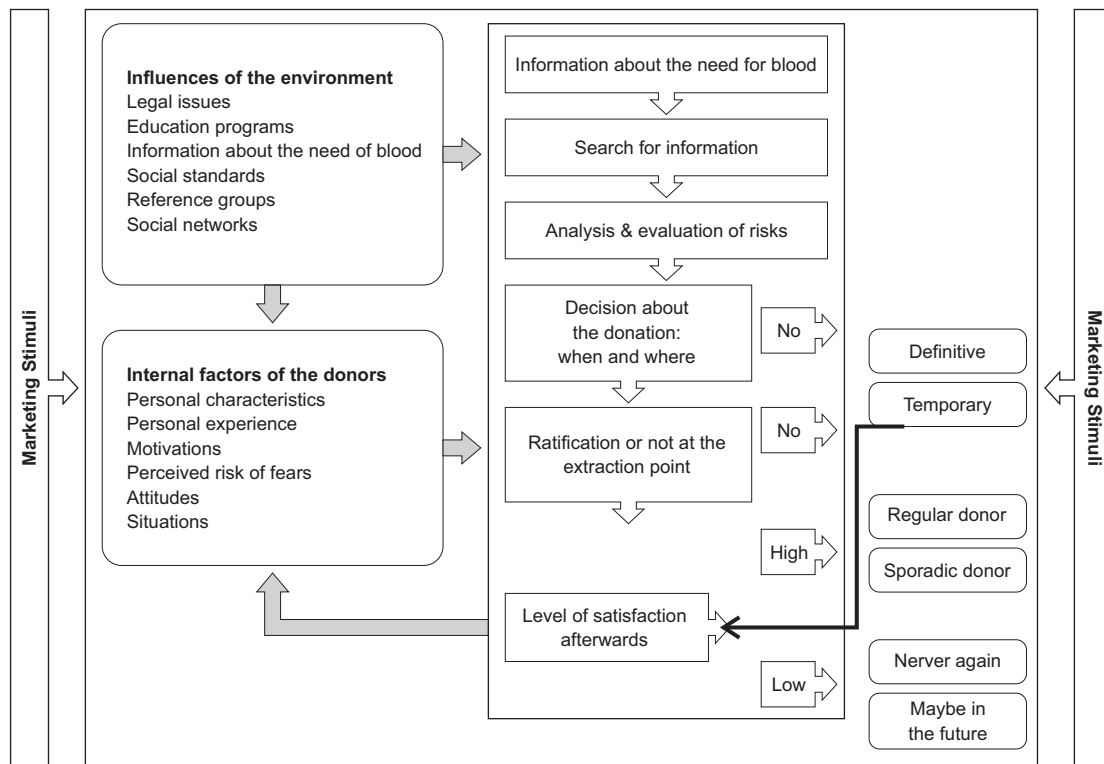 Marketing Stimuli
Influences of the environment
Legal issues
Education programs
Information about the need of blood
Social standards
Reference groups
Social networks
Internal factors of the donors
Personal characteristics
Personal experience
Motivations
Perceived risk of fears
Attitudes
Situations
Information about the need for blood
Search for information
Analysis & evaluation of risks
Decision about
the donation:
when and where
No
Ratification or not at the
extraction point
No
High
Level of satisfaction
afterwards
Low
Definitive
Temporary
Regular donor
Sporadic donor
Nerver again
Maybe in
the future
Marketing Stimuli